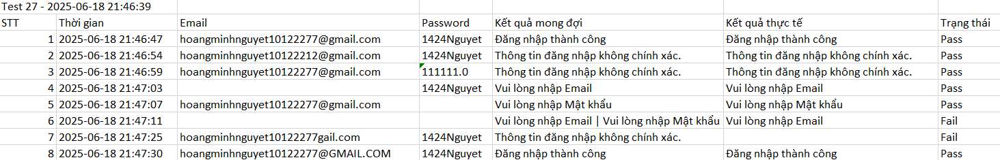 Test 27 - 2025-06-18 21:46:39
STT Thời gian Email Password Kết quả mong đợi Kết quả thực tế Trạng thái
1 2025-06-18 21:46:47 hoangminhnguyet10122277@gmail.com 1424Nguyet Đăng nhập thành công Đăng nhập thành công Pass
2 2025-06-18 21:46:54 hoangminhnguyet10122212@gmail.com 1424Nguyet Thông tin đăng nhập không chính xác. Thông tin đăng nhập không chính xác. Pass
3 2025-06-18 21:46:59 hoangminhnguyet10122277@gmail.com 111111.0 Thông tin đăng nhập không chính xác. Thông tin đăng nhập không chính xác. Pass
4 2025-06-18 21:47:03 1424Nguyet Vui lòng nhập Email Vui lòng nhập Email Pass
5 2025-06-18 21:47:07 hoangminhnguyet10122277@gmail.com Vui lòng nhập Mật khẩu Vui lòng nhập Mật khẩu Pass
6 2025-06-18 21:47:11 Vui lòng nhập Email | Vui lòng nhập Mật khẩu Vui lòng nhập Email Fail
7 2025-06-18 21:47:25 hoangminhnguyet10122277gail.com 1424Nguyet Thông tin đăng nhập không chính xác. Fail
8 2025-06-18 21:47:30 hoangminhnguyet10122277@GMAIL.COM 1424Nguyet Đăng nhập thành công Đăng nhập thành công Pass